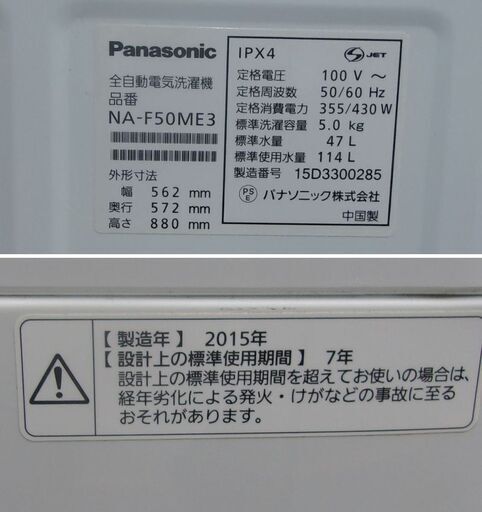 Panasonic
全自動電気洗濯機
品番
NA-F50ME3
外形寸法
幅 562 mm
奥行 572 mm
高さ 880 mm
IPX4 S JET
定格電圧 100 V ～
定格周波数 50/60 Hz
定格消費電力 355/430 W
標準洗濯容量 5.0 kg
標準水量 47 L
標準使用水量 114 L
製造番号 15D3300285
PS E パナソニック株式会社
中国製
【製造年】 2015年
【設計上の標準使用期間】 7年
設計上の標準使用期間を超えてお使いの場合は、
経年劣化による発火・けがなどの事故に至る
おそれがあります。